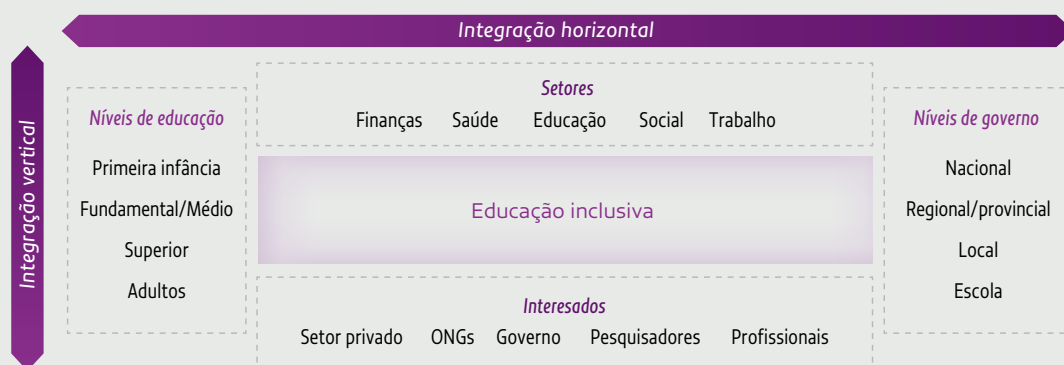 Integração horizontal
Integração vertical
Níveis de educação
Primeira infância
Fundamental/Médio
Superior
Adultos
Setores
Finanças Saúde Educação Social Trabalho
Educação inclusiva
Interesados
Setor privado ONGs Governo Pesquisadores Profissionais
Níveis de governo
Nacional
Regional/provincial
Local
Escola